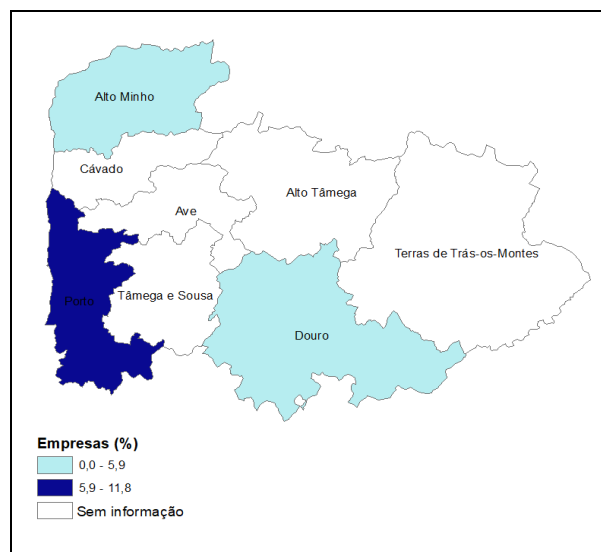 Alto Minho
Cávado
Alto Tâmega
Ave
Terras de Trás-os-Montes
Porto
Tâmega e Sousa
Douro
Empresas (%)
0,0 - 5,9
5,9 - 11,8
Sem informação